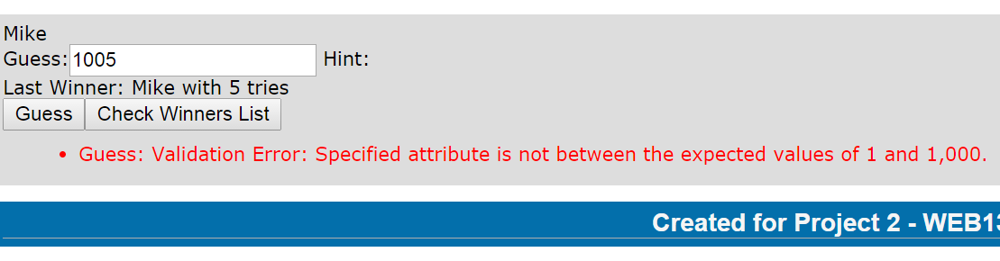 Mike
Guess: 1005 Hint:
Last Winner: Mike with 5 tries
Guess Check Winners List
• Guess: Validation Error: Specified attribute is not between the expected values of 1 and 1,000.
Created for Project 2 - WEB13